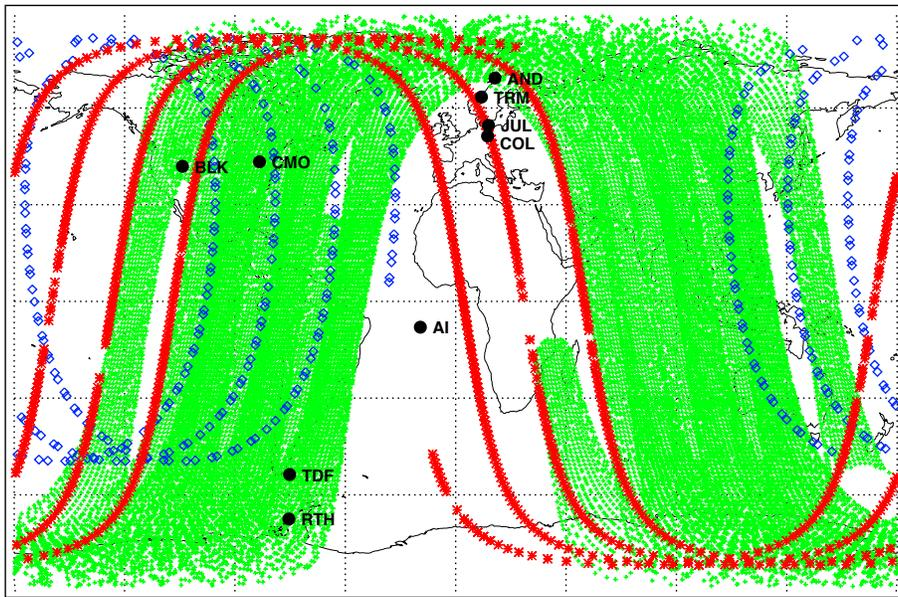 AND
TRM
JUL
COL
BLK
CMO
AI
TDF
RTH